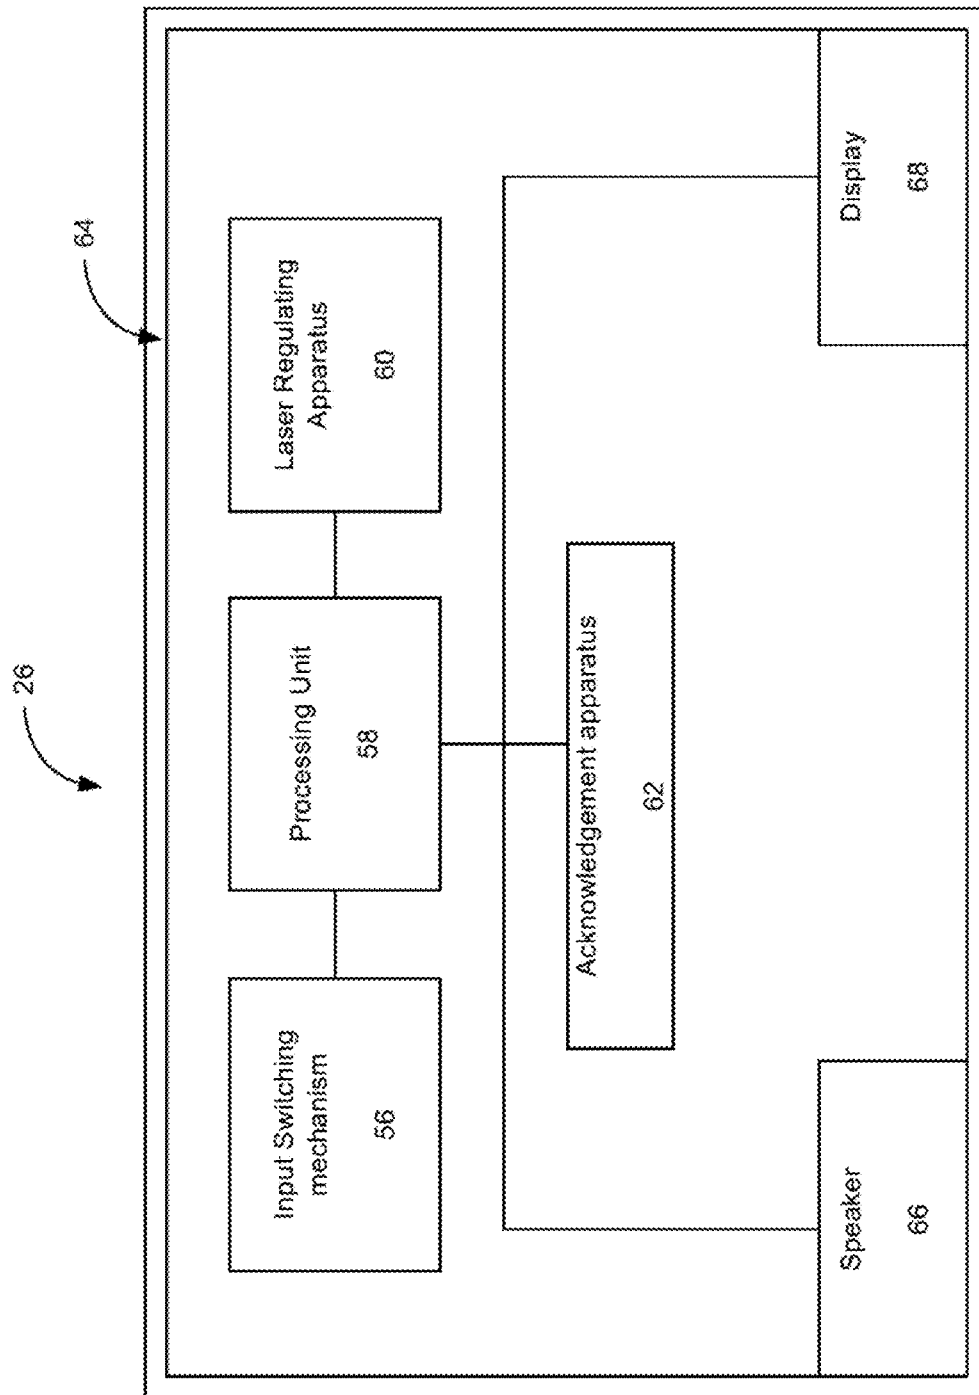 26
64
Input Switching
mechanism
56
Processing Unit
58
Laser Regulating
Apparatus
60
Acknowledgement apparatus
62
Speaker
66
Display
68